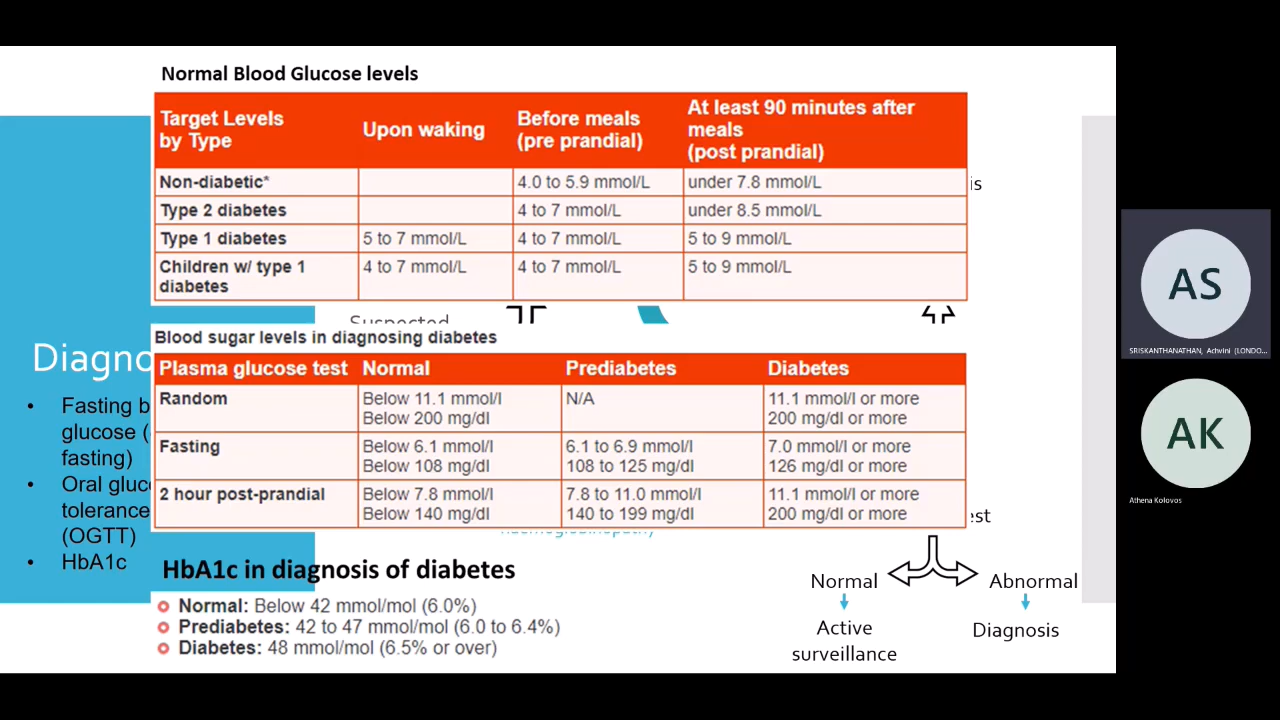 Normal Blood Glucose levels
Target Levels by Type Upon waking Before meals (pre prandial) At least 90 minutes after meals (post prandial)
Non-diabetic* 4.0 to 5.9 mmol/L under 7.8 mmol/L
Type 2 diabetes 4 to 7 mmol/L under 8.5 mmol/L
Type 1 diabetes 5 to 7 mmol/L 4 to 7 mmol/L 5 to 9 mmol/L
Children w/ type 1 diabetes 4 to 7 mmol/L 4 to 7 mmol/L 5 to 9 mmol/L
is
Suspected
Blood sugar levels in diagnosing diabetes
Plasma glucose test Normal Prediabetes Diabetes
Random Below 11.1 mmol/l Below 200 mg/dl N/A 11.1 mmol/l or more 200 mg/dl or more
Fasting Below 6.1 mmol/l Below 108 mg/dl 6.1 to 6.9 mmol/l 108 to 125 mg/dl 7.0 mmol/l or more 126 mg/dl or more
2 hour post-prandial Below 7.8 mmol/l Below 140 mg/dl 7.8 to 11.0 mmol/l 140 to 199 mg/dl 11.1 mmol/l or more 200 mg/dl or more
Diagno
• Fasting b
glucose (
fasting)
• Oral gluc
tolerance
(OGTT)
• HbA1c
est
HbA1c in diagnosis of diabetes
Normal: Below 42 mmol/mol (6.0%)
Prediabetes: 42 to 47 mmol/mol (6.0 to 6.4%)
Diabetes: 48 mmol/mol (6.5% or over)
Normal
Active
surveillance
Abnormal
Diagnosis
AS
SRISKANTHANATHAN, Achvini (LONDO...
AK
Athena Kolovos